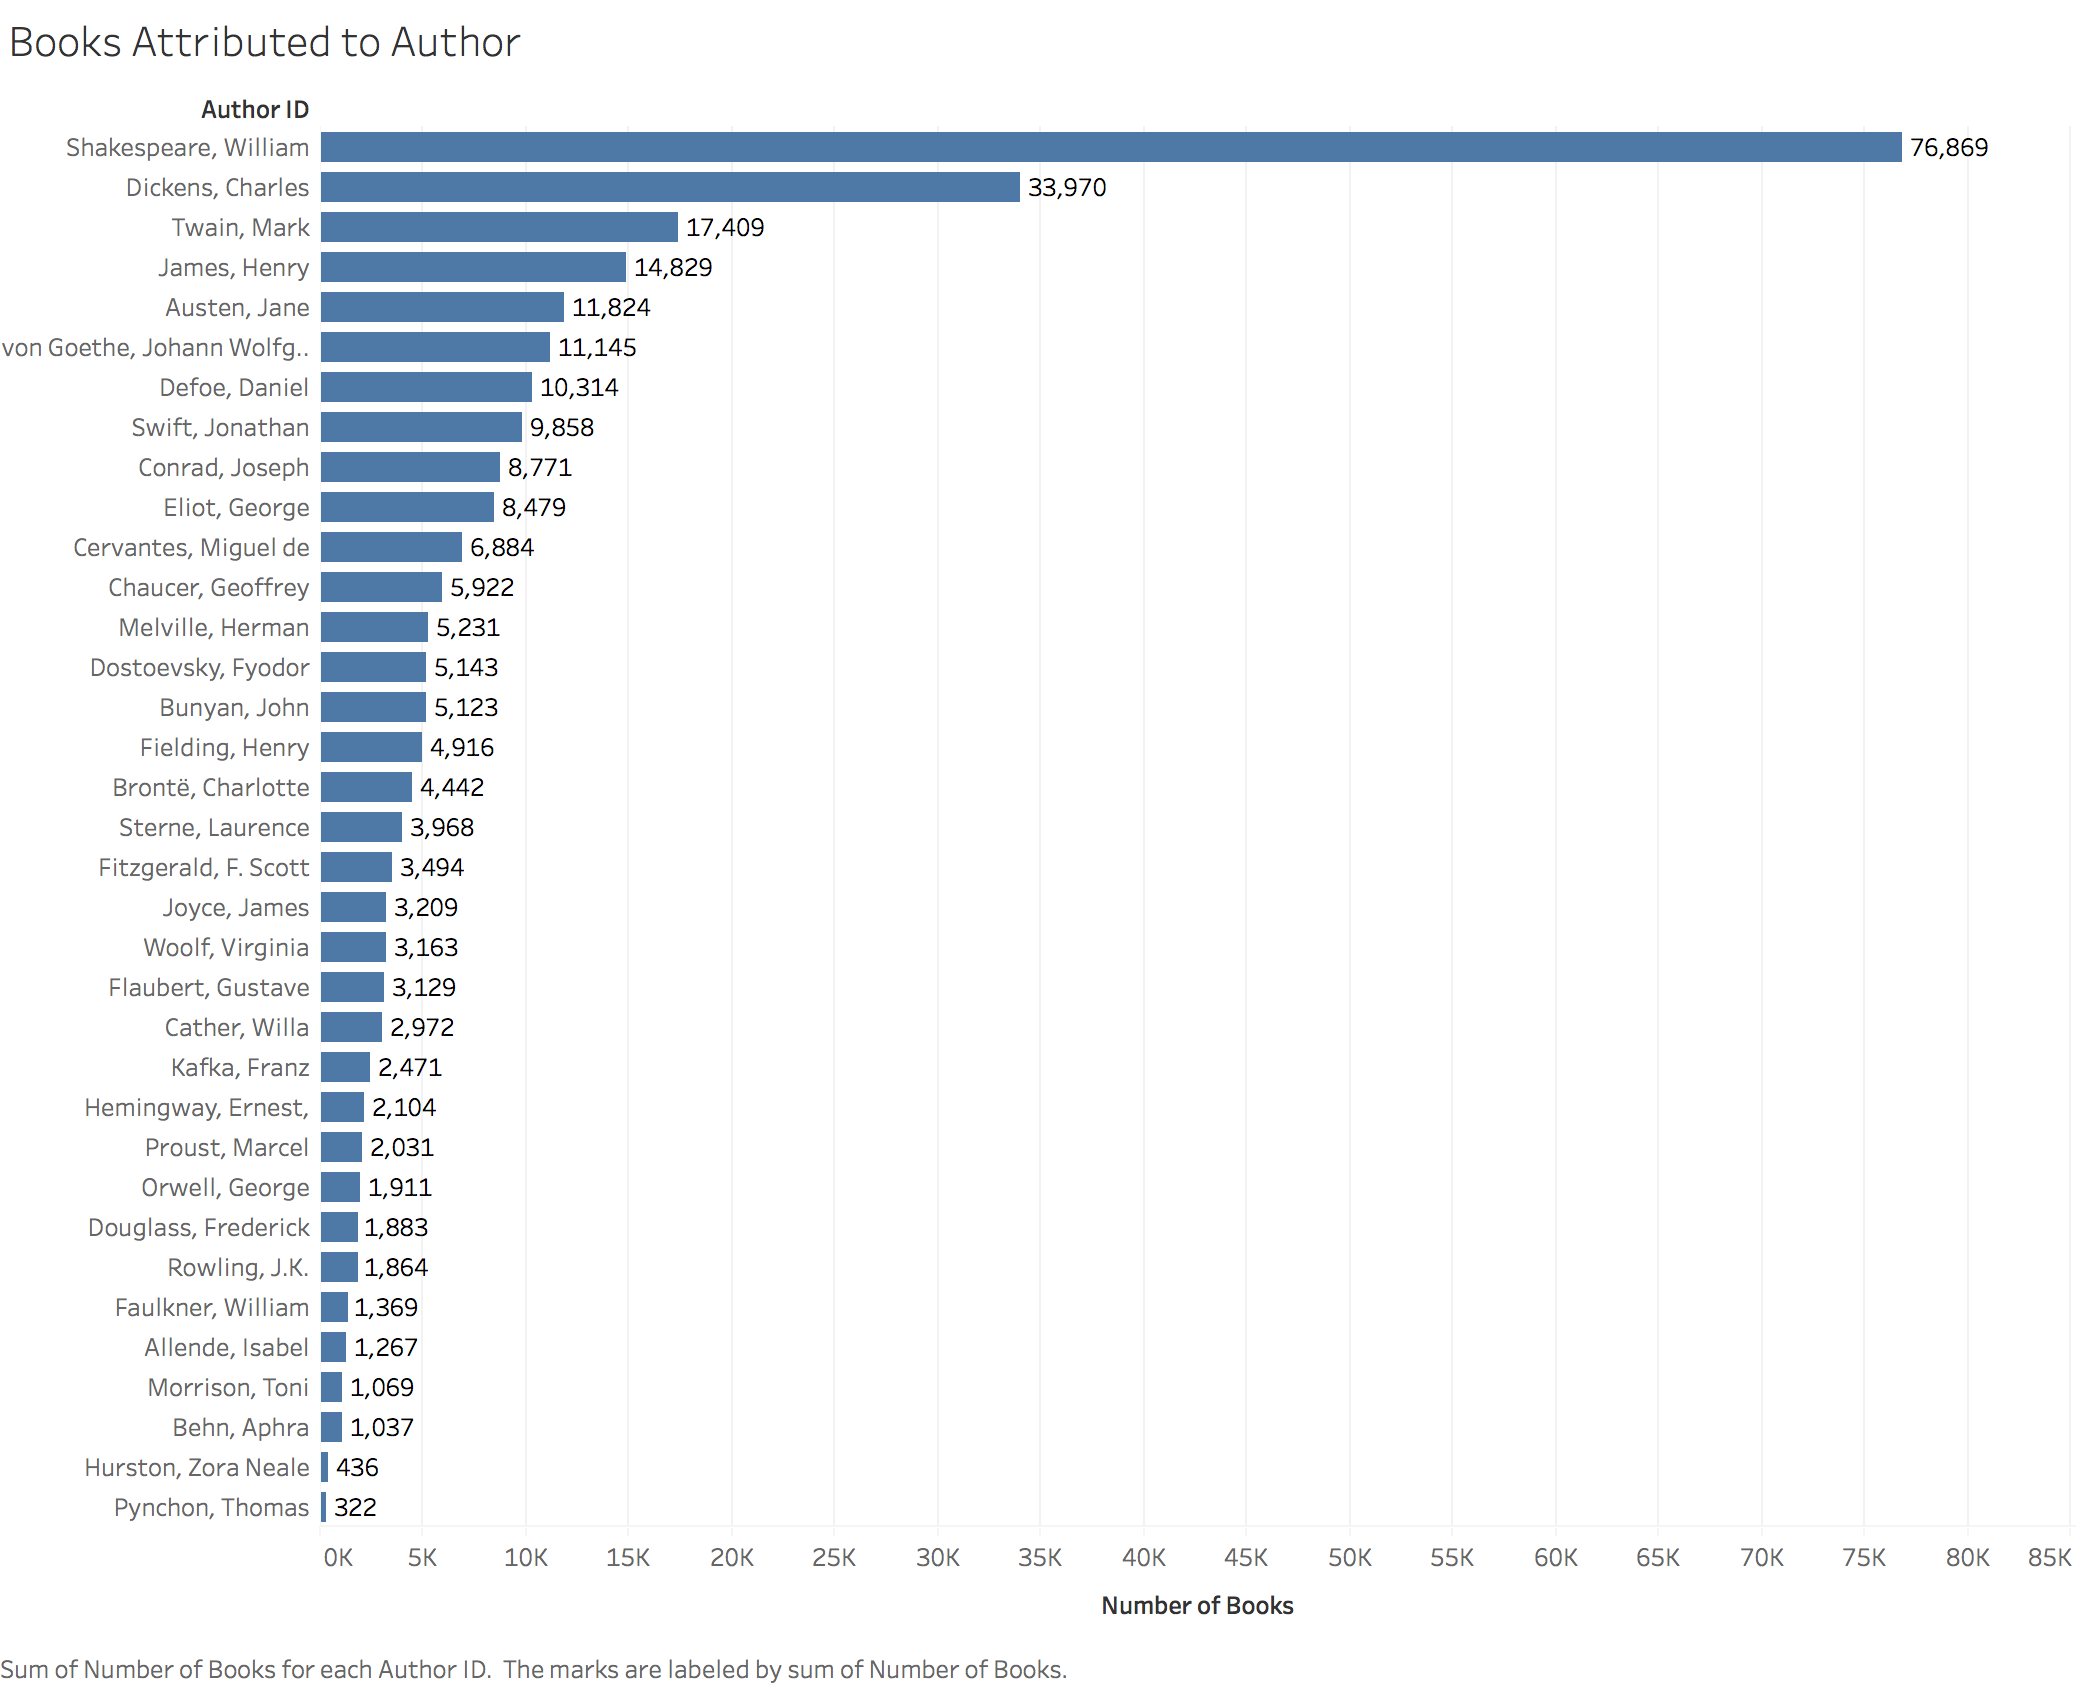 Books Attributed to Author
Author ID
Shakespeare, William 76,869
Dickens, Charles 33,970
Twain, Mark 17,409
James, Henry 14,829
Austen, Jane 11,824
von Goethe, Johann Wolfg.. 11,145
Defoe, Daniel 10,314
Swift, Jonathan 9,858
Conrad, Joseph 8,771
Eliot, George 8,479
Cervantes, Miguel de 6,884
Chaucer, Geoffrey 5,922
Melville, Herman 5,231
Dostoevsky, Fyodor 5,143
Bunyan, John 5,123
Fielding, Henry 4,916
Brontë, Charlotte 4,442
Sterne, Laurence 3,968
Fitzgerald, F. Scott 3,494
Joyce, James 3,209
Woolf, Virginia 3,163
Flaubert, Gustave 3,129
Cather, Willa 2,972
Kafka, Franz 2,471
Hemingway, Ernest, 2,104
Proust, Marcel 2,031
Orwell, George 1,911
Douglass, Frederick 1,883
Rowling, J.K. 1,864
Faulkner, William 1,369
Allende, Isabel 1,267
Morrison, Toni 1,069
Behn, Aphra 1,037
Hurston, Zora Neale 436
Pynchon, Thomas 322
0K 5K 10K 15K 20K 25K 30K 35K 40K 45K 50K 55K 60K 65K 70K 75K 80K 85K
Number of Books
Sum of Number of Books for each Author ID.  The marks are labeled by sum of Number of Books.